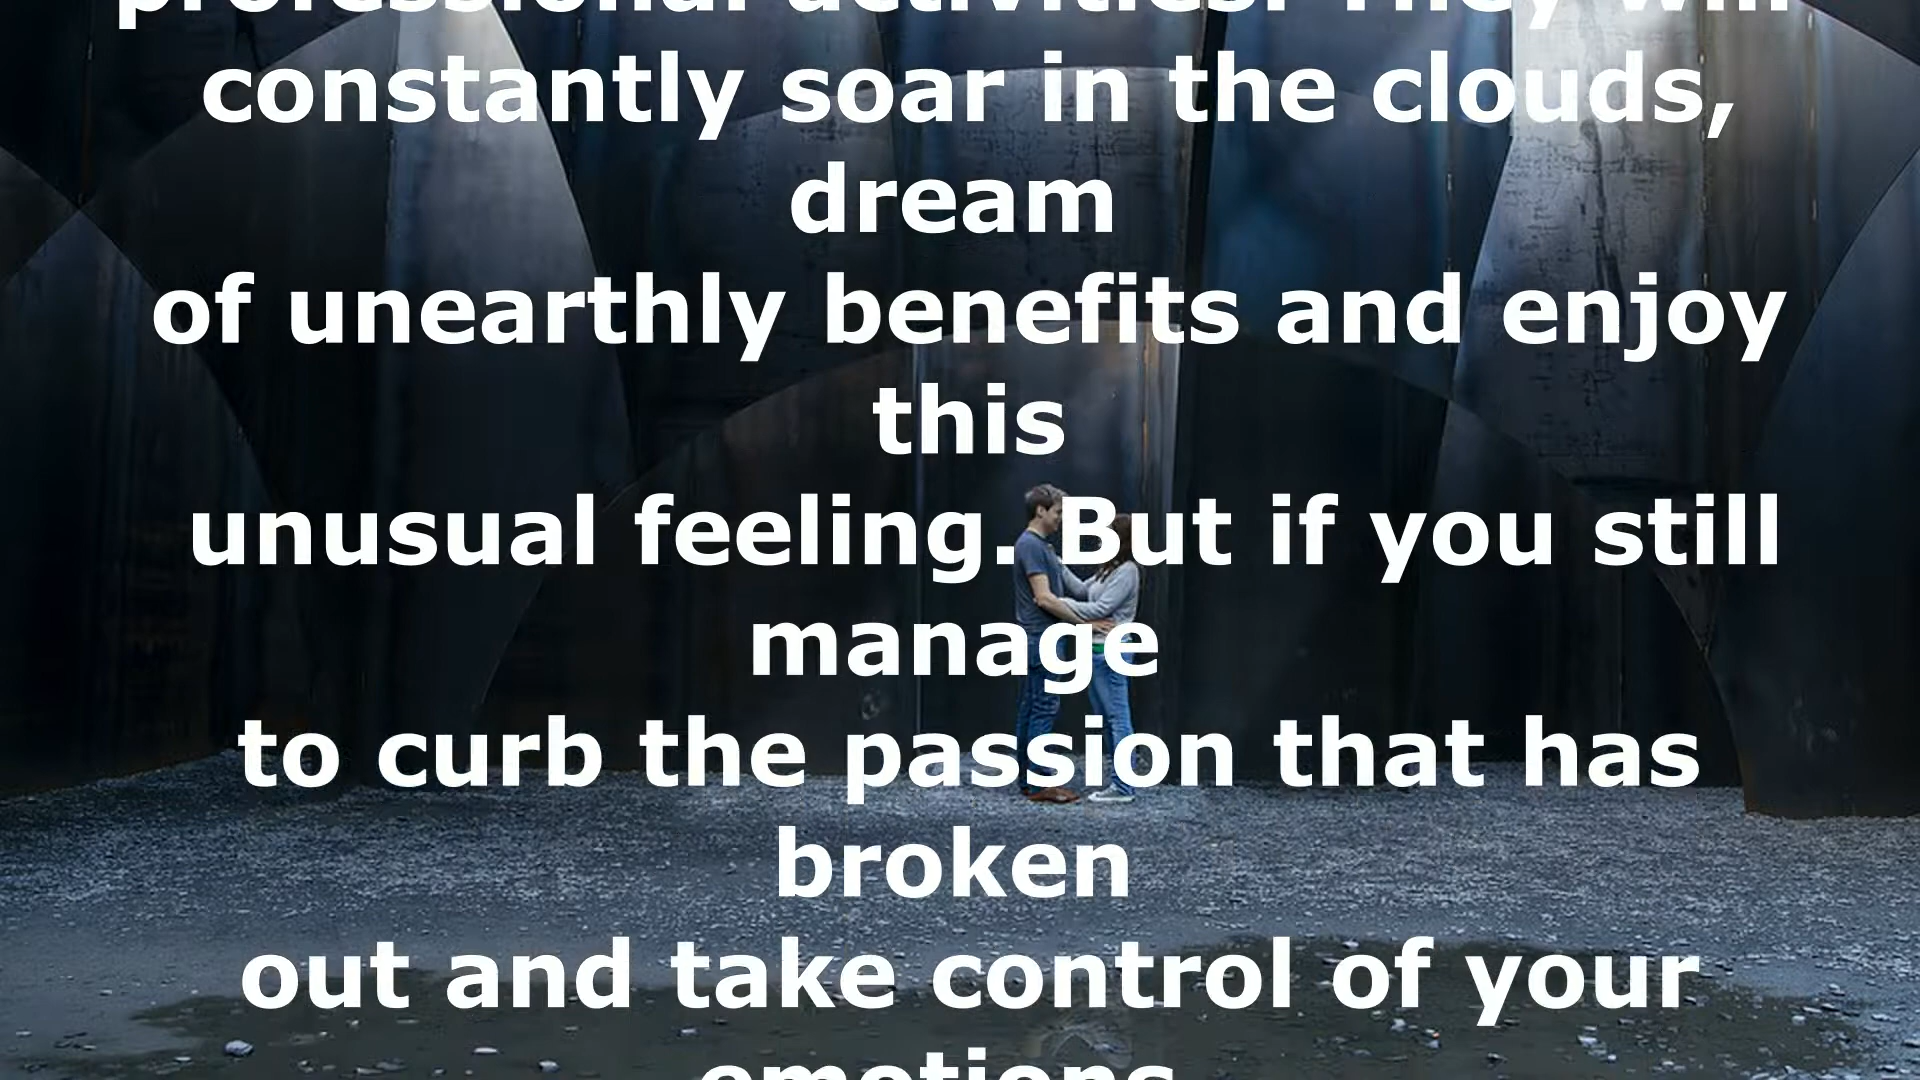 professional activities. They will
constantly soar in the clouds,
dream
of unearthly benefits and enjoy
this
unusual feeling. But if you still
manage
to curb the passion that has
broken
out and take control of your
emotions